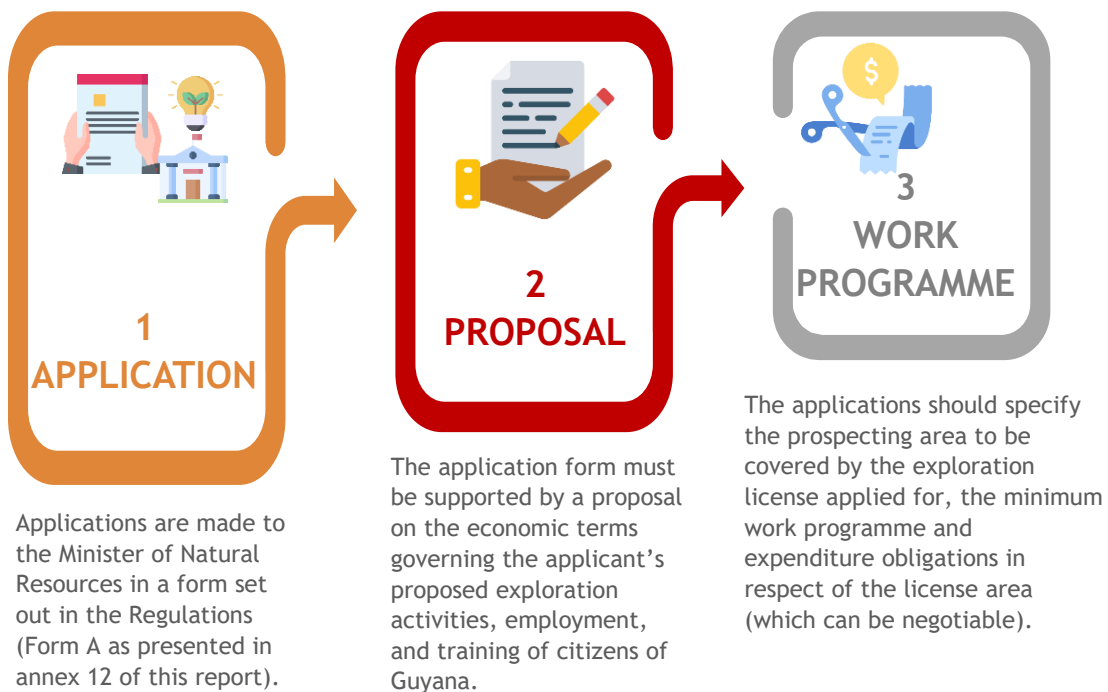 1
APPLICATION
Applications are made to
the Minister of Natural
Resources in a form set
out in the Regulations
(Form A as presented in
annex 12 of this report).
2
PROPOSAL
The application form must
be supported by a proposal
on the economic terms
governing the applicant’s
proposed exploration
activities, employment,
and training of citizens of
Guyana.
$
3
WORK
PROGRAMME
The applications should specify
the prospecting area to be
covered by the exploration
license applied for, the minimum
work programme and
expenditure obligations in
respect of the license area
(which can be negotiable).